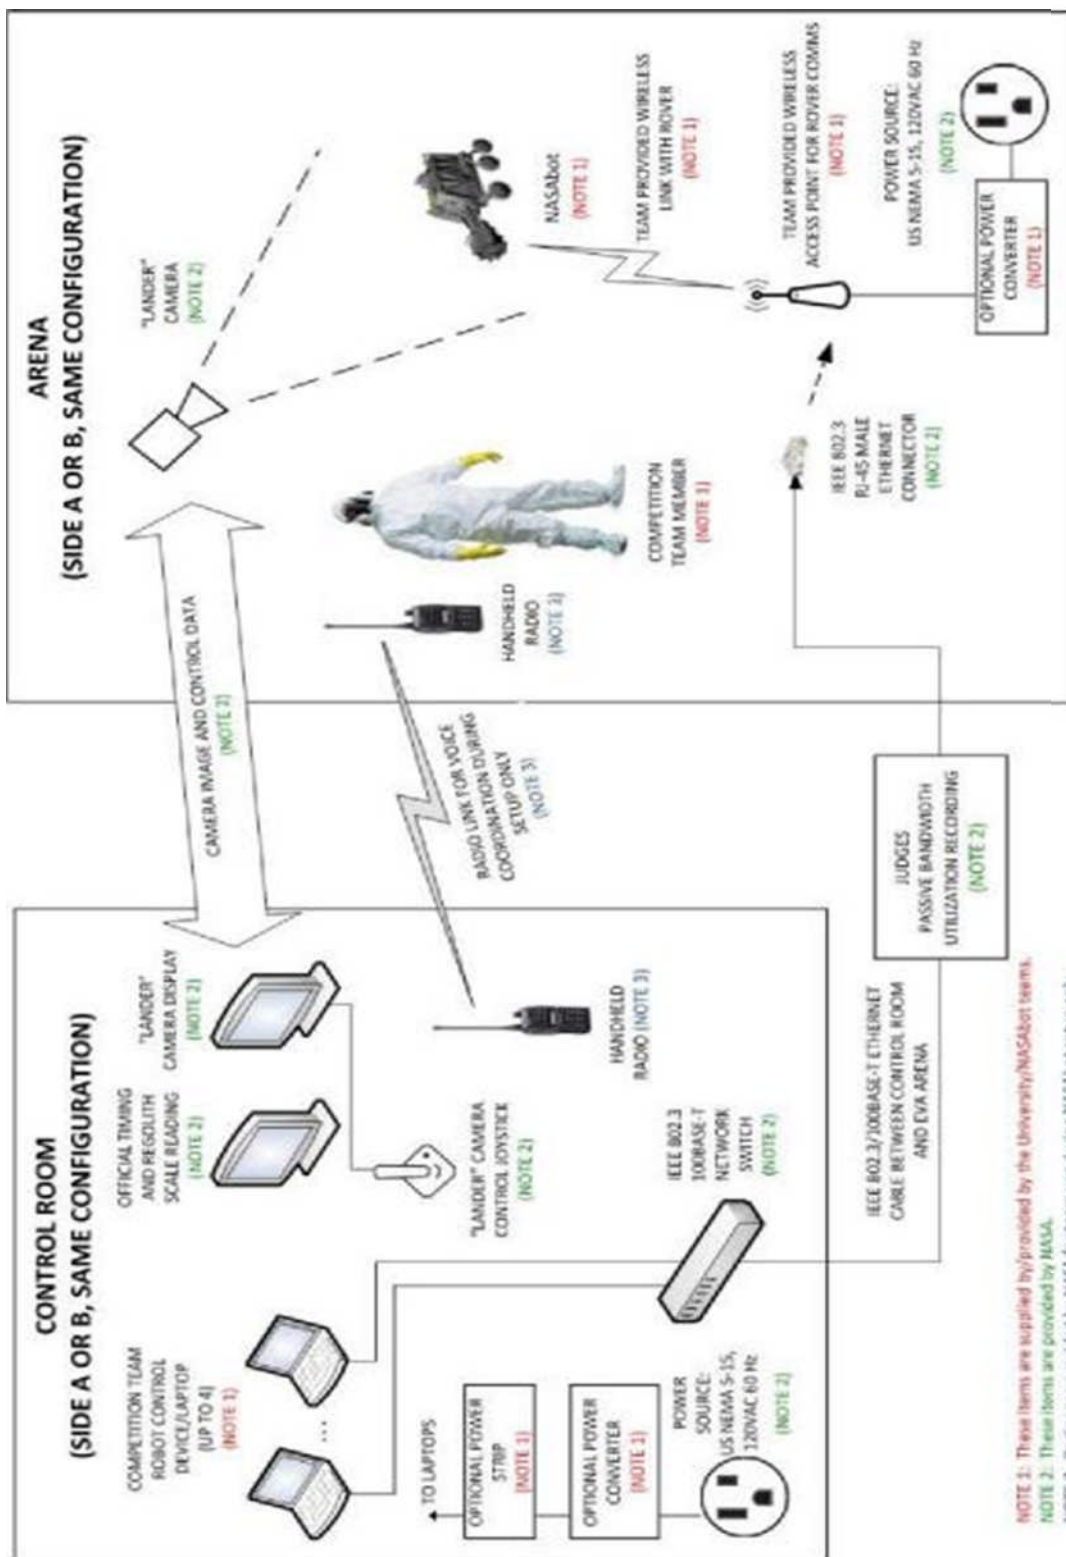 CONTROL ROOM
(SIDE A OR B, SAME CONFIGURATION)
COMPETITION TEAM
ROBOT CONTROL
DEVICE/LAPTOP
(UP TO 4)
(NOTE 1)
...
OFFICIAL TIMING
AND REGOLITH
SCALE READING
(NOTE 2)
"LANDER"
CAMERA DISPLAY
(NOTE 2)
"LANDER" CAMERA
CONTROL JOYSTICK
(NOTE 2)
TO LAPTOPS
OPTIONAL POWER
STRIP
(NOTE 1)
OPTIONAL POWER
CONVERTER
(NOTE 1)
POWER
SOURCE:
US NEMA 5-15,
120VAC 60 Hz
(NOTE 2)
IEEE 802.3
100BASE-T
NETWORK
SWITCH
(NOTE 2)
HANDHELD
RADIO (NOTE 3)
CAMERA IMAGE AND CONTROL DATA
(NOTE 2)
RADIO LINK FOR VOICE
COORDINATION DURING
SETUP ONLY
(NOTE 3)
IEEE 802.3/100BASE-T ETHERNET
CABLE BETWEEN CONTROL ROOM
AND EVA ARENA
JUDGES
PASSIVE BANDWIDTH
UTILIZATION RECORDING
(NOTE 2)
ARENA
(SIDE A OR B, SAME CONFIGURATION)
"LANDER"
CAMERA
(NOTE 2)
HANDHELD
RADIO
(NOTE 3)
COMPETITION
TEAM MEMBER
(NOTE 1)
NASAbot
(NOTE 1)
TEAM PROVIDED WIRELESS
LINK WITH ROVER
(NOTE 1)
IEEE 802.3
RJ-45 MALE
ETHERNET
CONNECTOR
(NOTE 2)
TEAM PROVIDED WIRELESS
ACCESS POINT FOR ROVER COMMS
(NOTE 1)
POWER SOURCE:
US NEMA 5-15, 120VAC 60 Hz
(NOTE 2)
OPTIONAL POWER
CONVERTER
(NOTE 1)
NOTE 1: These items are supplied by/provided by the University/NASAbot teams.
NOTE 2: These items are provided by NASA.